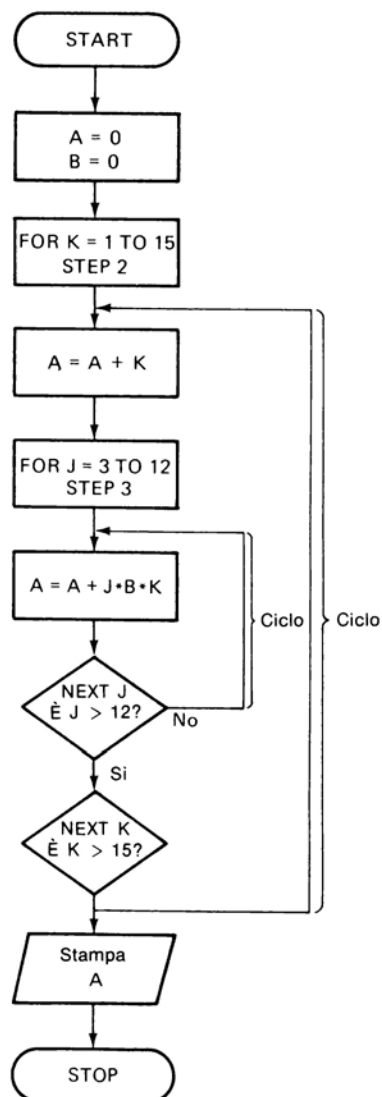 START
A = 0
B = 0
FOR K = 1 TO 15
STEP 2
A = A + K
FOR J = 3 TO 12
STEP 3
A = A + J*B*K
Ciclo
Ciclo
NEXT J
È J > 12?
No
Si
NEXT K
È K > 15?
Stampa
A
STOP